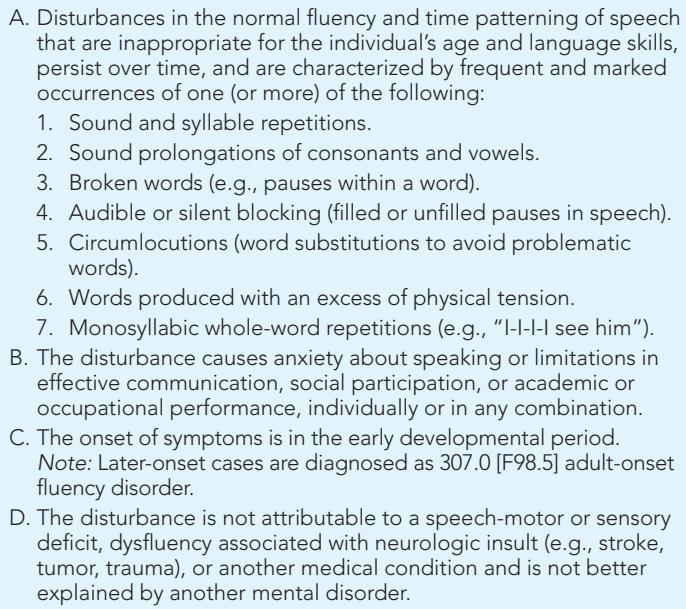 A. Disturbances in the normal fluency and time patterning of speech
that are inappropriate for the individual's age and language skills,
persist over time, and are characterized by frequent and marked
occurrences of one (or more) of the following:
1. Sound and syllable repetitions.
2. Sound prolongations of consonants and vowels.
3. Broken words (e.g., pauses within a word).
4. Audible or silent blocking (filled or unfilled pauses in speech).
5. Circumlocutions (word substitutions to avoid problematic
words).
6. Words produced with an excess of physical tension.
7. Monosyllabic whole-word repetitions (e.g., “I-I-I-I see him”).
B. The disturbance causes anxiety about speaking or limitations in
effective communication, social participation, or academic or
occupational performance, individually or in any combination.
C. The onset of symptoms is in the early developmental period.
Note: Later-onset cases are diagnosed as 307.0 [F98.5] adult-onset
fluency disorder.
D. The disturbance is not attributable to a speech-motor or sensory
deficit, dysfluency associated with neurologic insult (e.g., stroke,
tumor, trauma), or another medical condition and is not better
explained by another mental disorder.